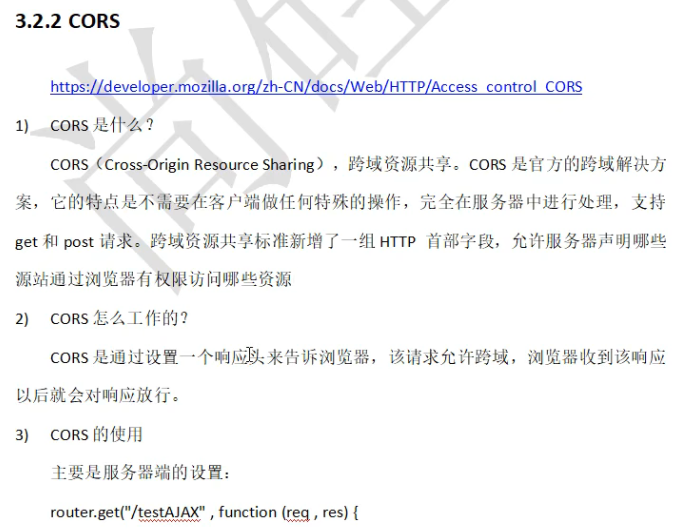 3.2.2 CORS
https://developer.mozilla.org/zh-CN/docs/Web/HTTP/Access_control_CORS
1) CORS 是什么？
CORS（Cross-Origin Resource Sharing），跨域资源共享。CORS 是官方的跨域解决方
案，它的特点是不需要在客户端做任何特殊的操作，完全在服务器中进行处理，支持
get 和 post 请求。跨域资源共享标准新增了一组 HTTP 首部字段，允许服务器声明哪些
源站通过浏览器有权限访问哪些资源
2) CORS 怎么工作的？
CORS 是通过设置一个响应头来告诉浏览器，该请求允许跨域，浏览器收到该响应
以后就会对响应放行。
3) CORS 的使用
主要是服务器端的设置：
router.get("/testAJAX" , function (req , res) {